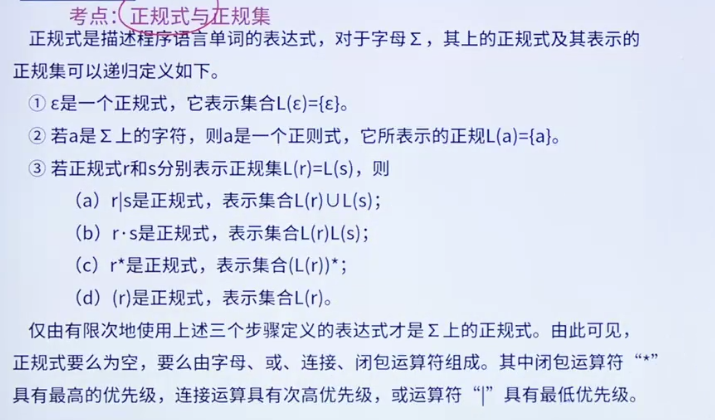 考点：正规式与正规集
正规式是描述程序语言单词的表达式，对于字母Σ，其上的正规式及其表示的
正规集可以递归定义如下。
① ε是一个正规式，它表示集合L(ε)={ε}。
② 若a是Σ上的字符，则a是一个正则式，它所表示的正规L(a)={a}。
③ 若正规式r和s分别表示正规集L(r)=L(s)，则
（a）r|s是正规式，表示集合L(r)∪L(s)；
（b）r·s是正规式，表示集合L(r)L(s)；
（c）r*是正规式，表示集合(L(r))*；
（d）(r)是正规式，表示集合L(r)。
仅由有限次地使用上述三个步骤定义的表达式才是Σ上的正规式。由此可见，
正规式要么为空，要么由字母、或、连接、闭包运算符组成。其中闭包运算符“*”
具有最高的优先级，连接运算具有次高优先级，或运算符“|”具有最低优先级。